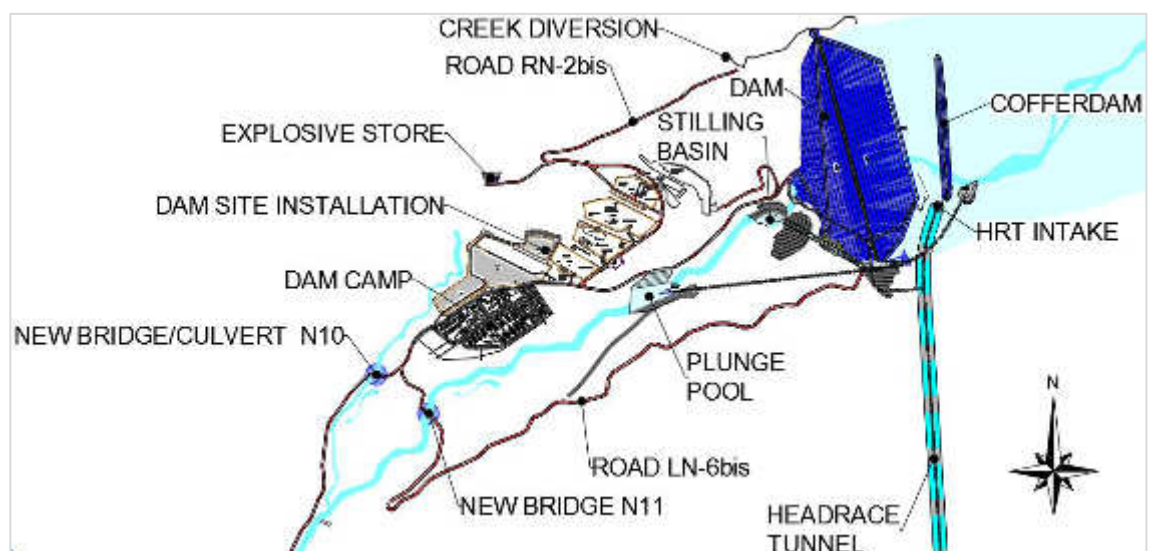 CREEK DIVERSION
ROAD RN-2bis
DAM
STILLING
BASIN
COFFERDAM
EXPLOSIVE STORE
DAM SITE INSTALLATION
HRT INTAKE
DAM CAMP
NEW BRIDGE/CULVERT N10
PLUNGE
POOL
N
ROAD LN-6bis
NEW BRIDGE N11
HEADRACE
TUNNEL